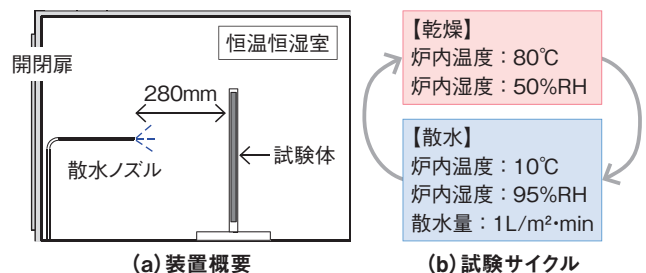 恒温恒湿室
開閉扉
280mm
散水ノズル
試験体
(a)装置概要
【乾燥】
炉内温度：80℃
炉内湿度：50%RH
【散水】
炉内温度：10℃
炉内湿度：95%RH
散水量：1L/m²･min
(b)試験サイクル